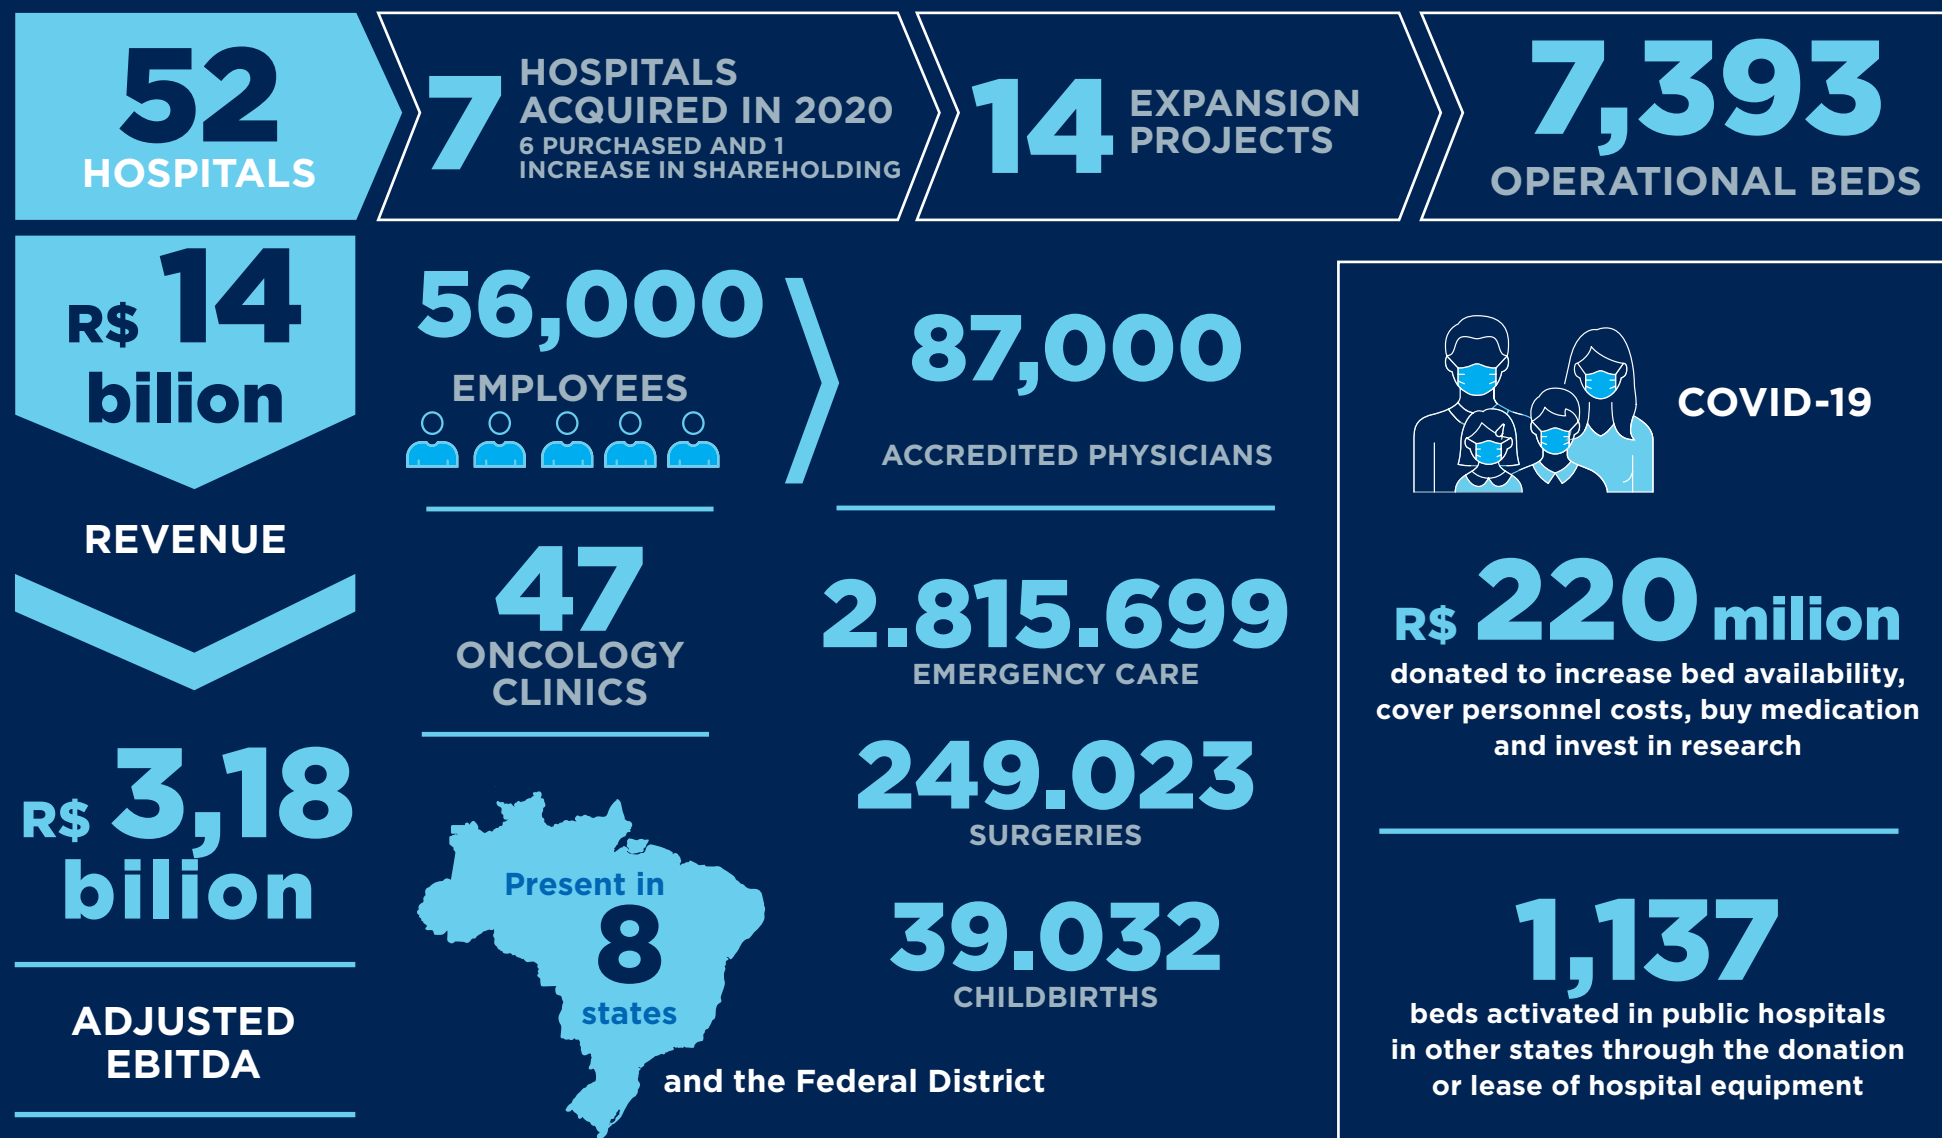 52
HOSPITALS
7
HOSPITALS
ACQUIRED IN 2020
6 PURCHASED AND 1
INCREASE IN SHAREHOLDING
14
EXPANSION
PROJECTS
7,393
OPERATIONAL BEDS
R$ 14
bilion
REVENUE
R$ 3,18
bilion
ADJUSTED
EBITDA
56,000
EMPLOYEES
87,000
ACCREDITED PHYSICIANS
47
ONCOLOGY
CLINICS
2.815.699
EMERGENCY CARE
249.023
SURGERIES
39.032
CHILDBIRTHS
Present in
8
states
and the Federal District
COVID-19
R$ 220 milion
donated to increase bed availability,
cover personnel costs, buy medication
and invest in research
1,137
beds activated in public hospitals
in other states through the donation
or lease of hospital equipment